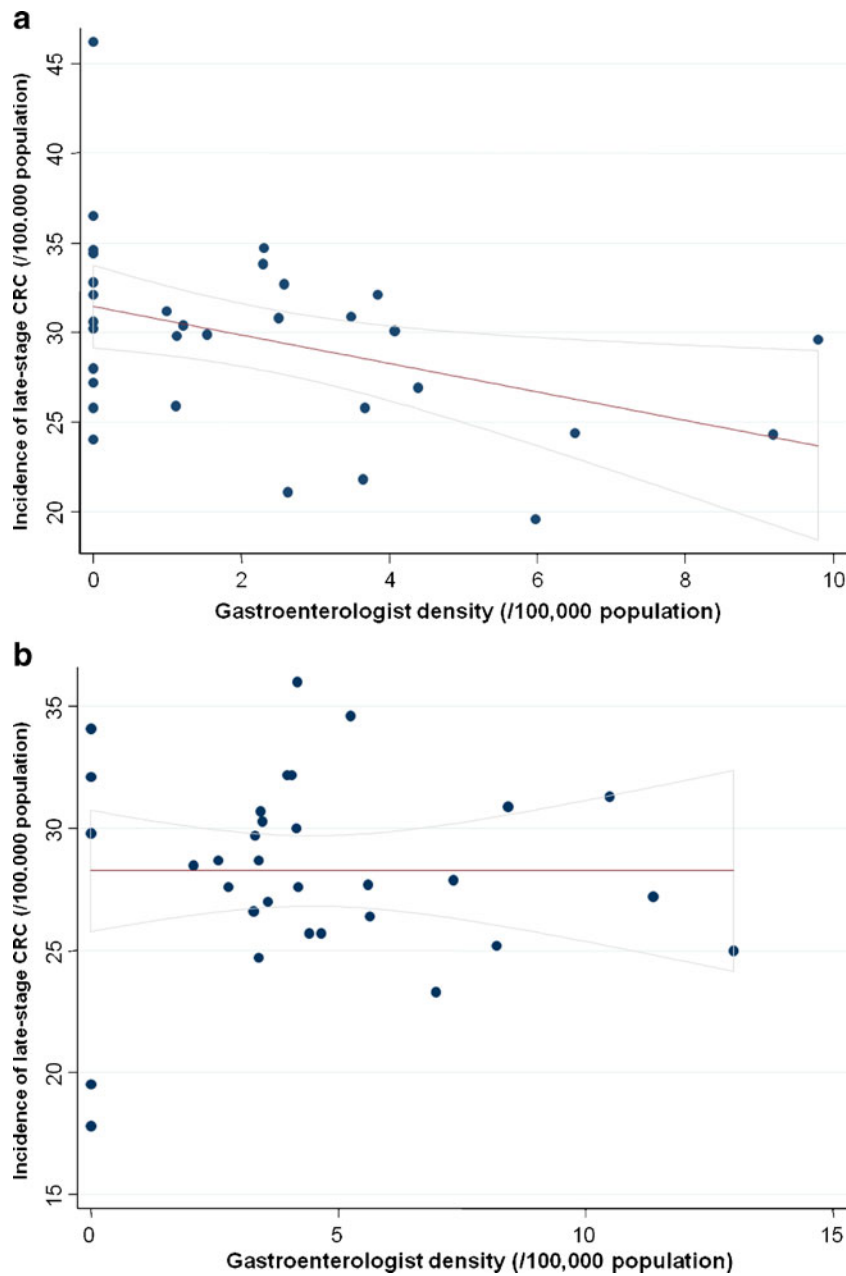 a
Incidence of late-stage CRC (/100.000 population)
45
40
35
30
25
20
0 2 4 6 8 10
Gastroenterologist density (/100,000 population)
b
Incidence of late-stage CRC (/100.000 population)
35
30
25
20
15
0 5 10 15
Gastroenterologist density (/100,000 population)